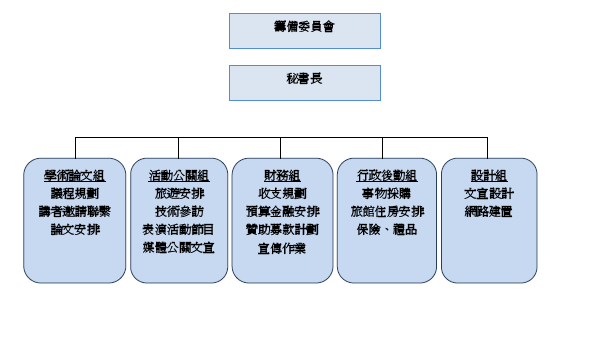 籌備委員會
秘書長
學術論文組
議程規劃
講者邀請聯繫
論文安排
活動公關組
旅遊安排
技術參訪
表演活動節目
媒體公關文宣
財務組
收支規劃
預算金融安排
贊助募款計劃
宣傳作業
行政後勤組
事物採購
旅館住房安排
保險、禮品
設計組
文宣設計
網路建置